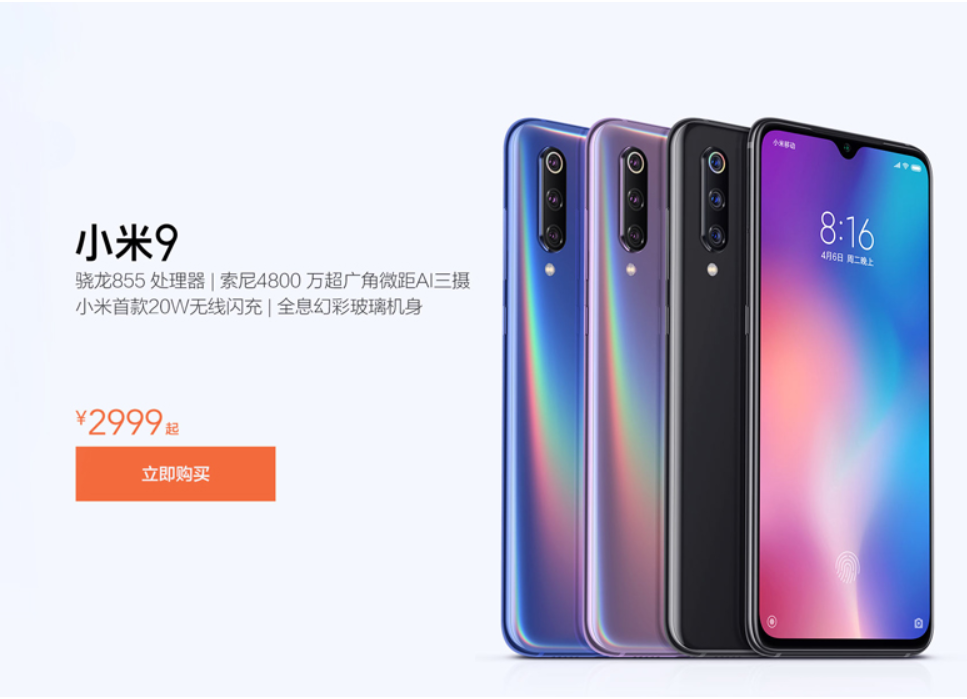 小米9
骁龙855 处理器 | 索尼4800 万超广角微距AI三摄
小米首款20W无线闪充 | 全息幻彩玻璃机身
¥2999起
立即购买
小米移动
8:16
4月6日 周二晚上